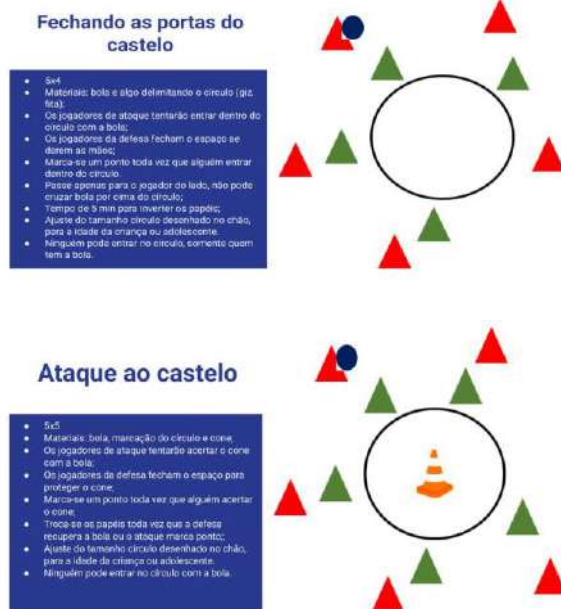 Fechando as portas do
castelo
5x4
Materiais: bola e algo delimitando o círculo (giz,
fita);
Os jogadores de ataque tentarão entrar dentro do
círculo com a bola;
Os jogadores da defesa fecham o espaço se
derem as mãos;
Marca-se um ponto toda vez que alguém entrar
dentro do círculo.
Passe apenas para o jogador do lado, não pode
cruzar bola por cima do círculo;
Tempo de 5 min para inverter os papéis;
Ajuste do tamanho círculo desenhado no chão,
para a idade da criança ou adolescente.
Ninguém pode entrar no círculo, somente quem
tem a bola.
Ataque ao castelo
5x5
Materiais: bola, marcação do círculo e cone;
Os jogadores de ataque tentarão acertar o cone
com a bola;
Os jogadores da defesa fecham o espaço para
proteger o cone;
Marca-se um ponto toda vez que alguém acertar
o cone;
Troca-se os papéis toda vez que a defesa
recupera a bola ou o ataque marca ponto;
Ajuste do tamanho círculo desenhado no chão,
para a idade da criança ou adolescente.
Ninguém pode entrar no círculo com a bola.